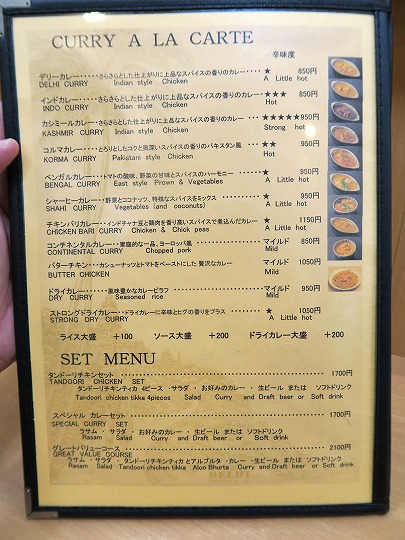 CURRY A LA CARTE
辛味度
デリーカレー・・・・・さらさらとした仕上がりに上品なスパイスの香りのカレー・・・ ★ 850円
DELHI CURRY Indian style Chicken A Little hot
インドカレー・・・・さらさらとした仕上がりに上品なスパイスの香りのカレー・・・ ★★★ 850円
INDO CURRY Indian style Chicken Hot
カシミールカレー・・さらさらとした仕上がりに上品なスパイスの香りのカレー・・・ ★★★★★ 950円
KASHMIR CURRY Indian style Chicken Strong hot
コルマカレー・・・・とろりとしたコクと奥深いスパイスの香りのパキスタン風 ★★ 950円
KORMA CURRY Pakistani style Chicken Hot
ベンガルカレー・・・トマトの酸味、野菜の甘味とスパイスのハーモニー ★ 950円
BENGAL CURRY East style Prown & Vegetables A Little hot
シャーヒーカレー・・野菜とココナッツ、特殊なスパイスをミックス ★ 950円
SHAHI CURRY Vegetables (and coconuts) A Little hot
チキンバリカレー・・インドチャナ豆と鶏肉を香り高いスパイスで煮込んだカレー ★ 1150円
CHICKEN BARI CURRY Chicken & Chick peas A Little hot
コンチネンタルカレー・・家庭的な一品、ヨーロッパ風 マイルド 950円
CONTINENTAL CURRY Chopped pork Mild
バターチキン・・・カシューナッツとトマトをベースにした 贅沢なカレー マイルド 1050円
BUTTER CHICKEN Mild
ドライカレー・・・・・風味豊かなカレーピラフ マイルド 950円
DRY CURRY Seasoned rice Mild
ストロングドライカレー・・ドライカレーに辛味とヒグの香りをプラス ★ 1050円
STRONG DRY CURRY A Little hot
ライス大盛 +100 ソース大盛 +200 ドライカレー大盛 +200
SET MENU
タンドーリチキンセット 1700円
TANDOORI CHICKEN SET
タンドーリチキンティカ 4ピース ・ サラダ ・ お好みのカレー ・ 生ビール または ソフトドリンク
Tandoori chicken tikka 4pieces Salad Curry and Draft beer or Soft drink
スペシャル カレーセット 1700円
SPECIAL CURRY SET
ラサム ・ サラダ ・ お好みのカレー ・ 生ビール または ソフトドリンク
Rasam Salad Curry and Draft beer or Soft drink
グレートバリューコース 2100円
GREAT VALUE COURSE
ラサム ・ サラダ ・ タンドーリチキンティカ と アルブルタ ・ カレー ・ 生ビール または ソフトドリンク
Rasam Salad Tandoori chicken tikka Aloo Bhurta Curry and Draft beer or Soft drink
DELHI